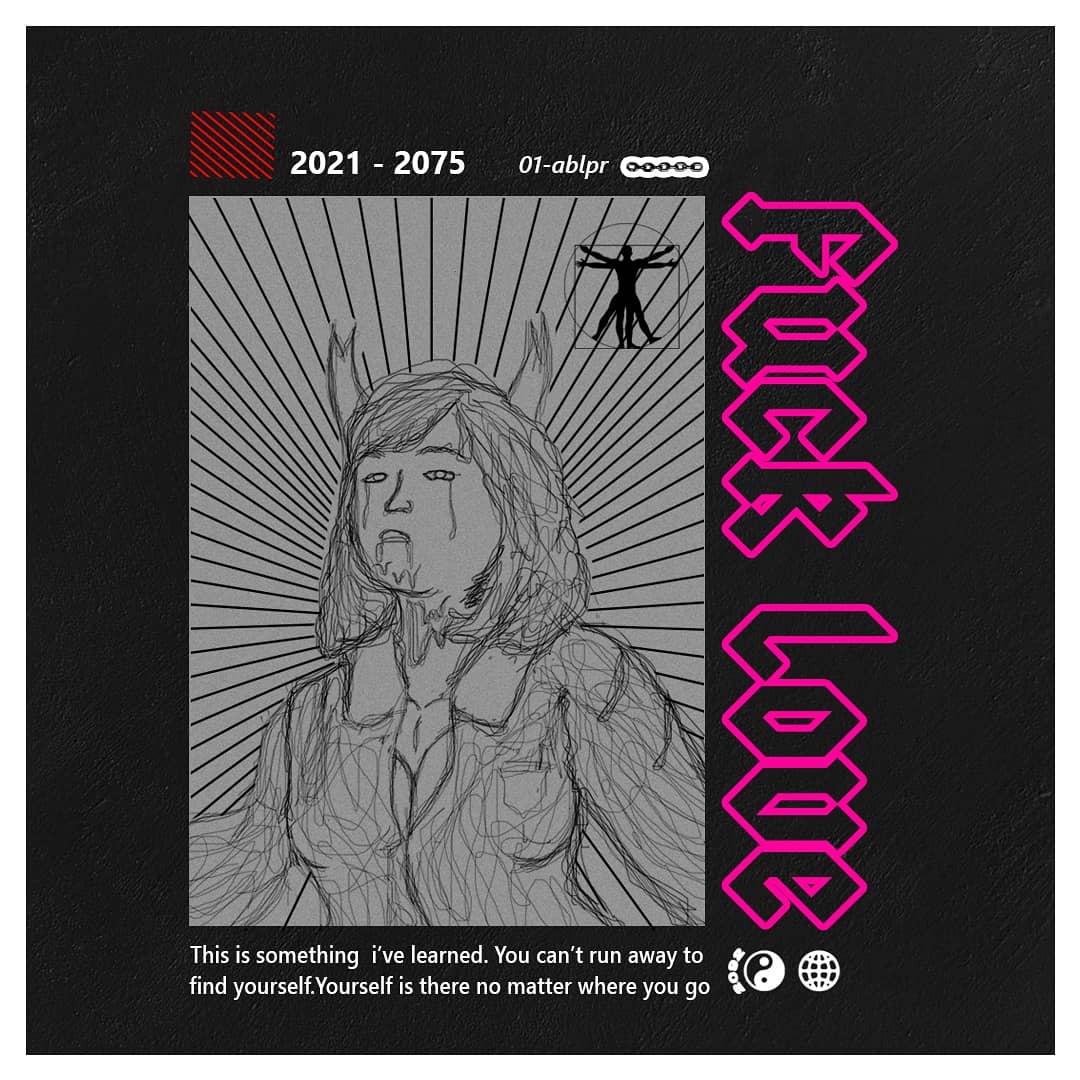 2021 - 2075
01-ablpr
Fuck Love
This is something  i’ve learned. You can’t run away to
find yourself.Yourself is there no matter where you go